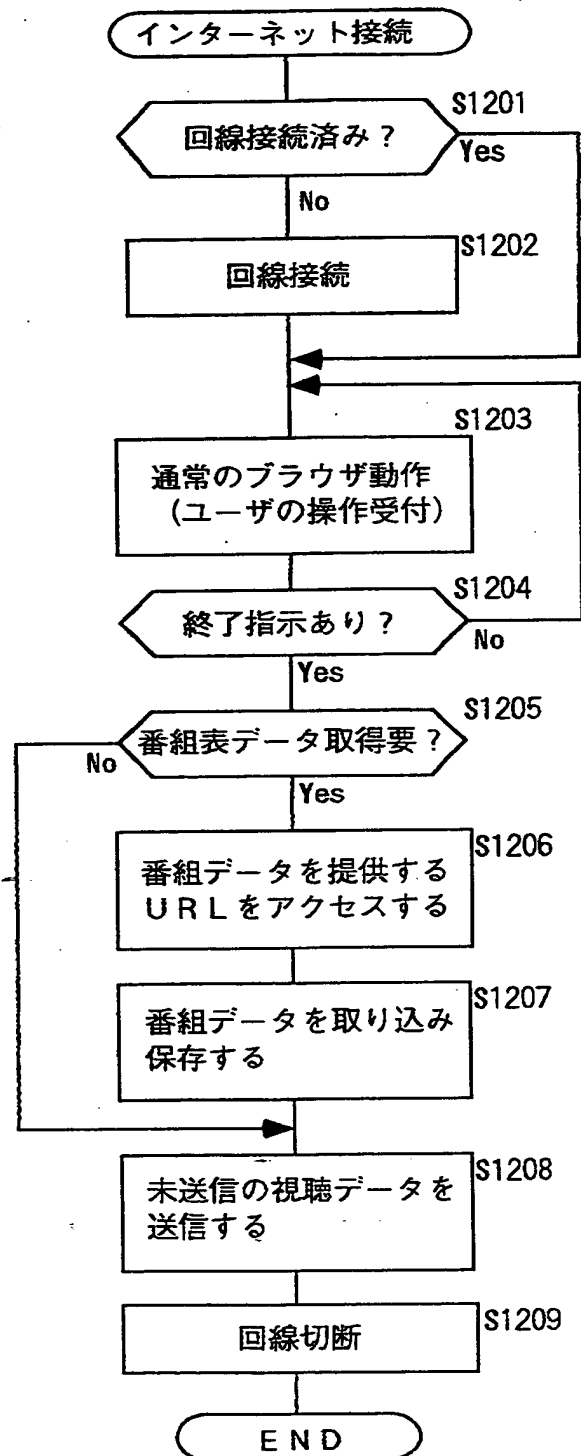 インターネット接続
S1201
回線接続済み?
Yes
No
S1202
回線接続
S1203
通常のブラウザ動作
(ユーザの操作受付)
S1204
終了指示あり?
No
Yes
S1205
番組表データ取得要?
No
Yes
S1206
番組データを提供する
URLをアクセスする
S1207
番組データを取り込み
保存する
S1208
未送信の視聴データを
送信する
S1209
回線切断
END